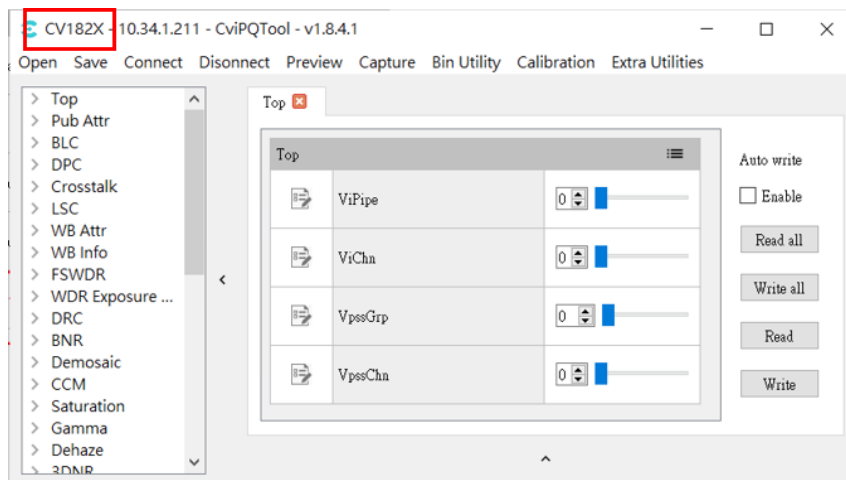 CV182X - 10.34.1.211 - CviPQTool - v1.8.4.1
Open Save Connect Disonnect Preview Capture Bin Utility Calibration Extra Utilities
Top
Pub Attr
BLC
DPC
Crosstalk
LSC
WB Attr
WB Info
FSWDR
WDR Exposure ...
DRC
BNR
Demosaic
CCM
Saturation
Gamma
Dehaze
3DNR
Top
Top
ViPipe 0
ViChn 0
VpssGrp 0
VpssChn 0
Auto write
Enable
Read all
Write all
Read
Write